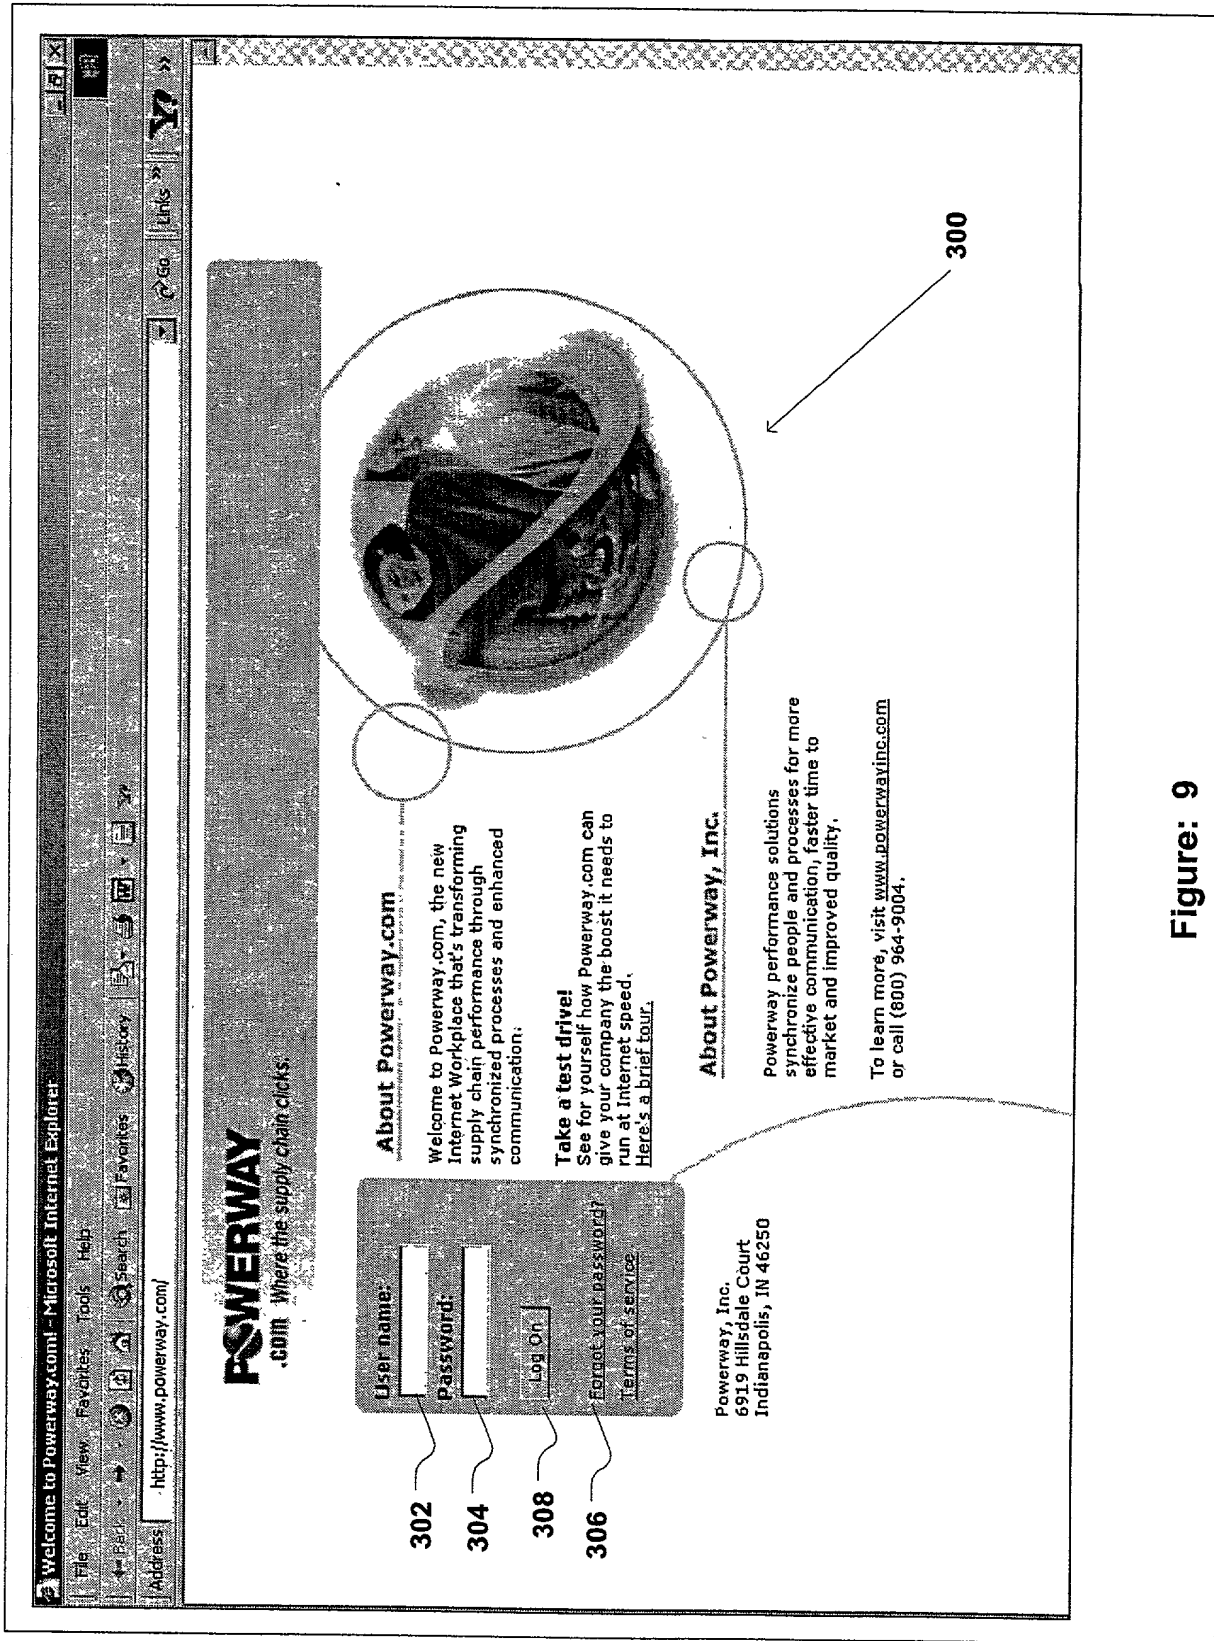 Welcome to Powerway.com! - Microsoft Internet Explorer
File Edit View Favorites Tools Help
Back Search Favorites History
Address http://www.powerway.com/ Go Links »
POWERWAY
.com Where the supply chain clicks.
User name:
Password:
Log On
Forgot your password?
Terms of service
Powerway, Inc.
6919 Hillsdale Court
Indianapolis, IN 46250
About Powerway.com
Welcome to Powerway.com, the new
Internet Workplace that's transforming
supply chain performance through
synchronized processes and enhanced
communication.
Take a test drive!
See for yourself how Powerway.com can
give your company the boost it needs to
run at Internet speed.
Here's a brief tour.
About Powerway, Inc.
Powerway performance solutions
synchronize people and processes for more
effective communication, faster time to
market and improved quality.
To learn more, visit www.powerwayinc.com
or call (800) 964-9004.
302
304
308
306
300
Figure: 9